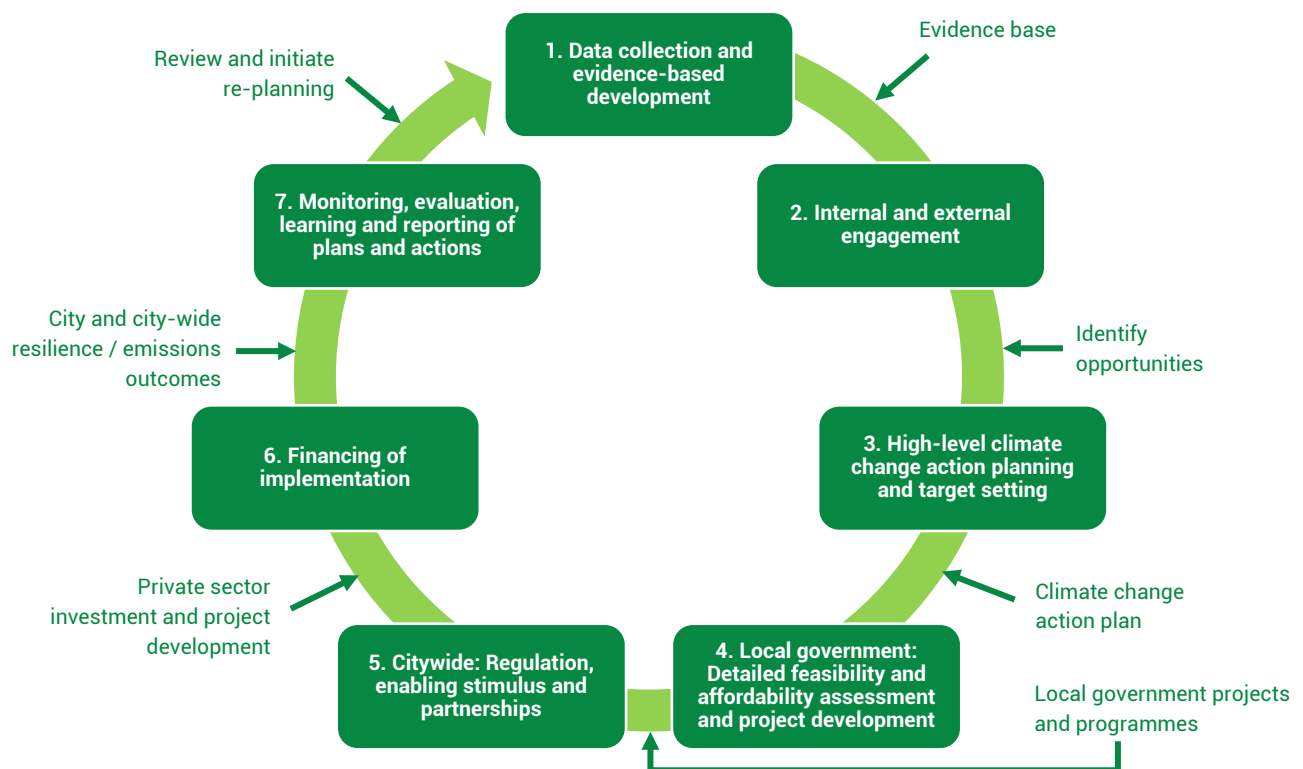 1. Data collection and
evidence-based
development
Evidence base
2. Internal and external
engagement
Identify
opportunities
3. High-level climate
change action planning
and target setting
Climate change
action plan
4. Local government:
Detailed feasibility and
affordability assessment
and project development
Local government projects
and programmes
5. Citywide: Regulation,
enabling stimulus and
partnerships
Private sector
investment and project
development
6. Financing of
implementation
City and city-wide
resilience / emissions
outcomes
7. Monitoring, evaluation,
learning and reporting of
plans and actions
Review and initiate
re-planning